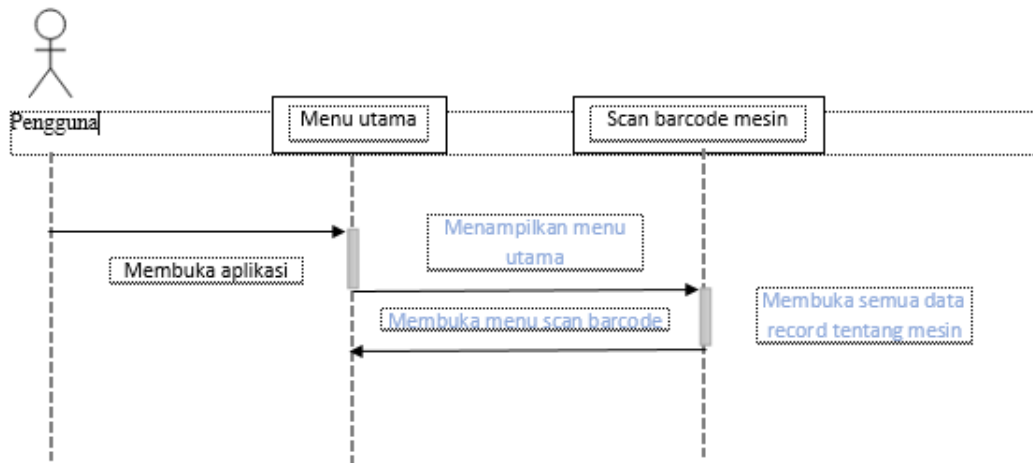 Pengguna
Menu utama
Scan barcode mesin
Menampilkan menu
utama
Membuka aplikasi
Membuka menu scan barcode
Membuka semua data
record tentang mesin